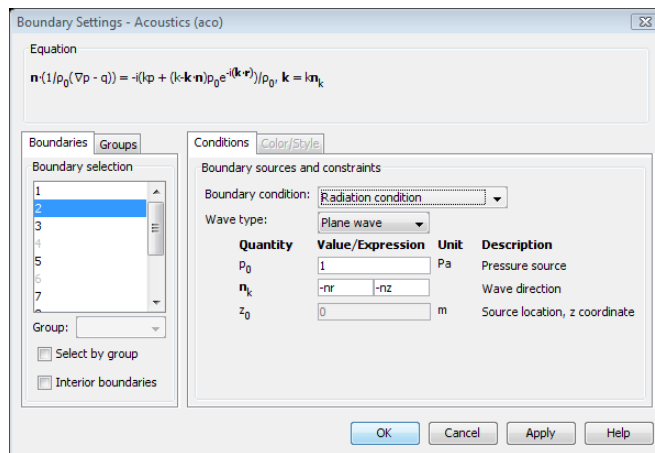 Boundary Settings - Acoustics (aco)
Equation
n·(1/ρ0(∇p - q)) = -i(kp + (k-k·n)p0e^-i(k·r))/ρ0, k = knk
Boundaries Groups
Boundary selection
1
2
3
4
5
6
7
Group:
Select by group
Interior boundaries
Conditions Color/Style
Boundary sources and constraints
Boundary condition: Radiation condition
Wave type: Plane wave
Quantity Value/Expression Unit Description
p0 1 Pa Pressure source
nk -nr -nz Wave direction
z0 0 m Source location, z coordinate
OK Cancel Apply Help